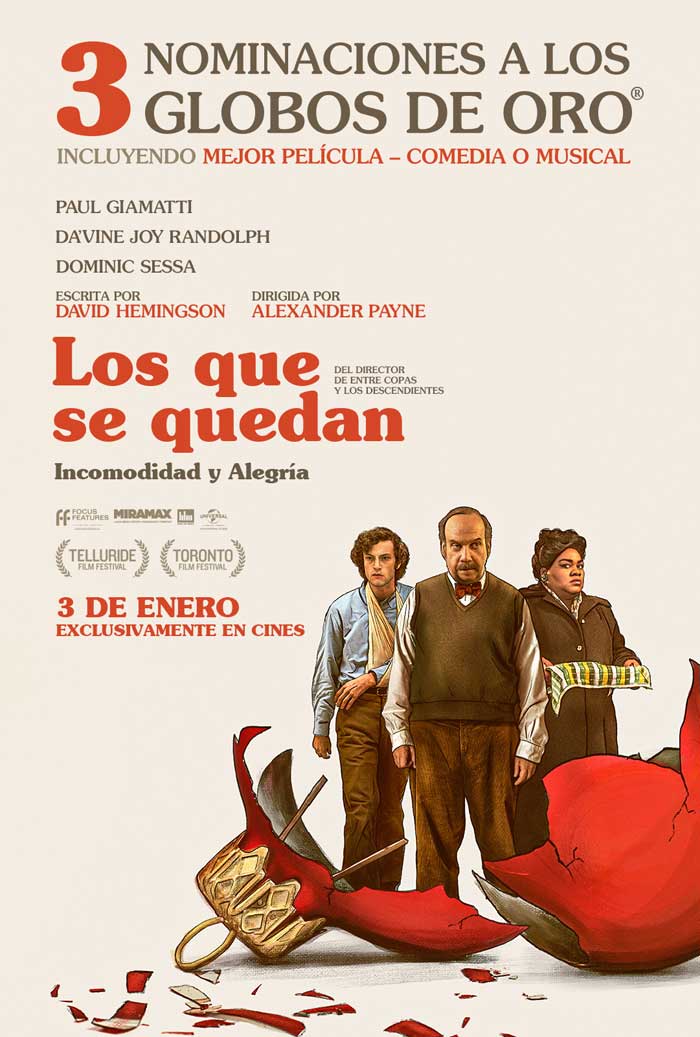 3 NOMINACIONES A LOS
GLOBOS DE ORO®
INCLUYENDO MEJOR PELÍCULA – COMEDIA O MUSICAL
PAUL GIAMATTI
DA'VINE JOY RANDOLPH
DOMINIC SESSA
ESCRITA POR
DAVID HEMINGSON
DIRIGIDA POR
ALEXANDER PAYNE
Los que
se quedan
DEL DIRECTOR
DE ENTRE COPAS
Y LOS DESCENDIENTES
Incomodidad y Alegría
FOCUS
FEATURES
MIRAMAX
UNIVERSAL
TELLURIDE
FILM FESTIVAL
TORONTO
FILM FESTIVAL
3 DE ENERO
EXCLUSIVAMENTE EN CINES